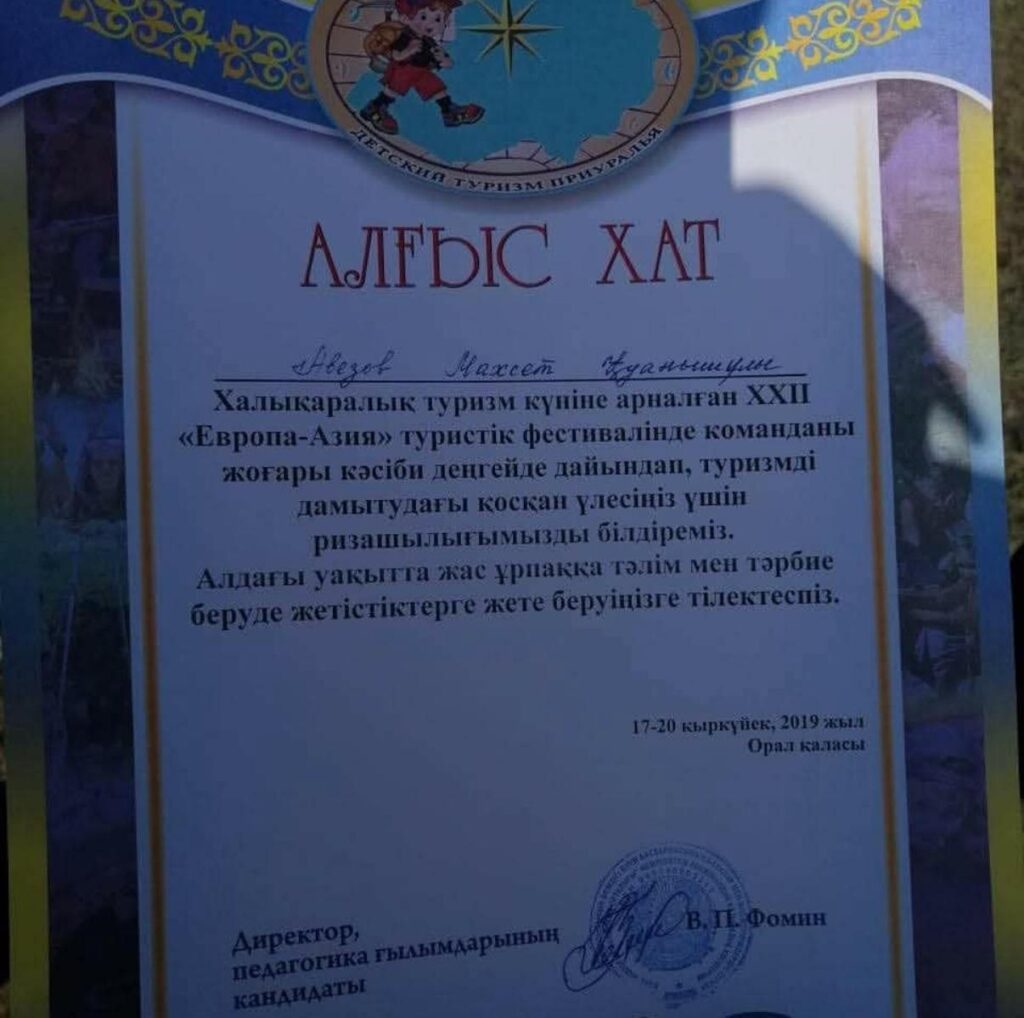 ДЕТСКИЙ ТУРИЗМ ПРИУРАЛЬЯ
АЛҒЫС ХАТ
Авезов Махсет Қуанышұлы
Халықаралық туризм күніне арналған XXII
«Европа-Азия» туристік фестивалінде команданы
жоғары кәсіби деңгейде дайындап, туризмді
дамытудағы қосқан үлесіңіз үшін
ризашылығымызды білдіреміз.
Алдағы уақытта жас ұрпаққа тәлім мен тәрбие
беруде жетістіктерге жете беруіңізге тілектеспіз.
17-20 қыркүйек, 2019 жыл
Орал қаласы
Директор,
педагогика ғылымдарының
кандидаты
В. П. Фомин